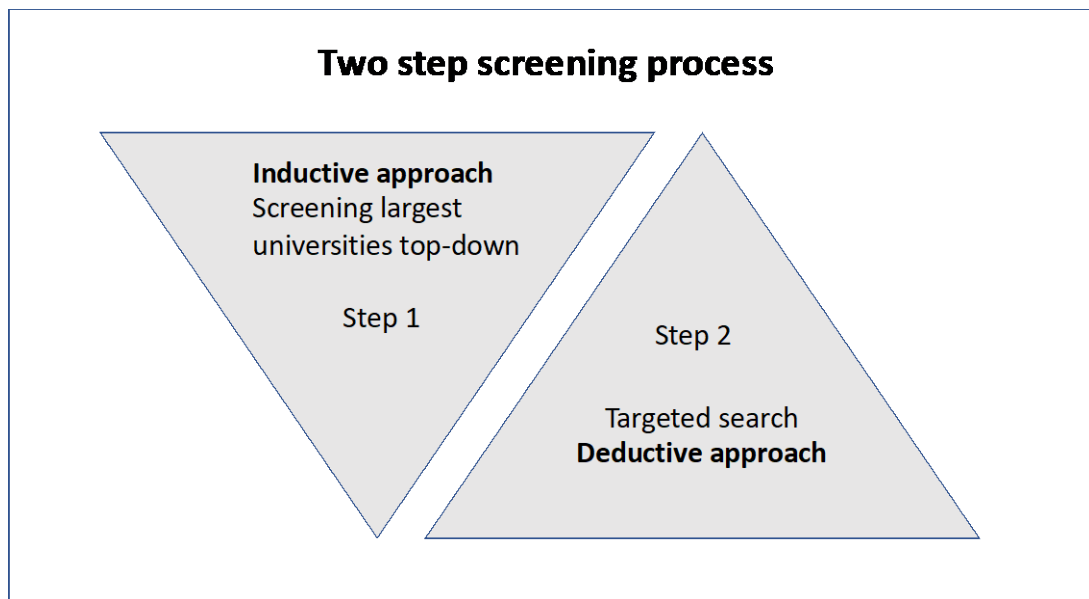 Two step screening process
Inductive approach
Screening largest
universities top-down
Step 1
Step 2
Targeted search
Deductive approach